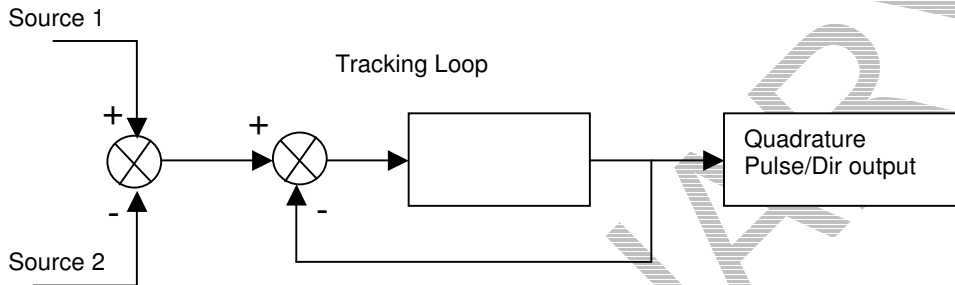 Source 1
Tracking Loop
+
+
Quadrature
Pulse/Dir output
-
-
Source 2